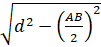 √(d² − (AB/2)²)